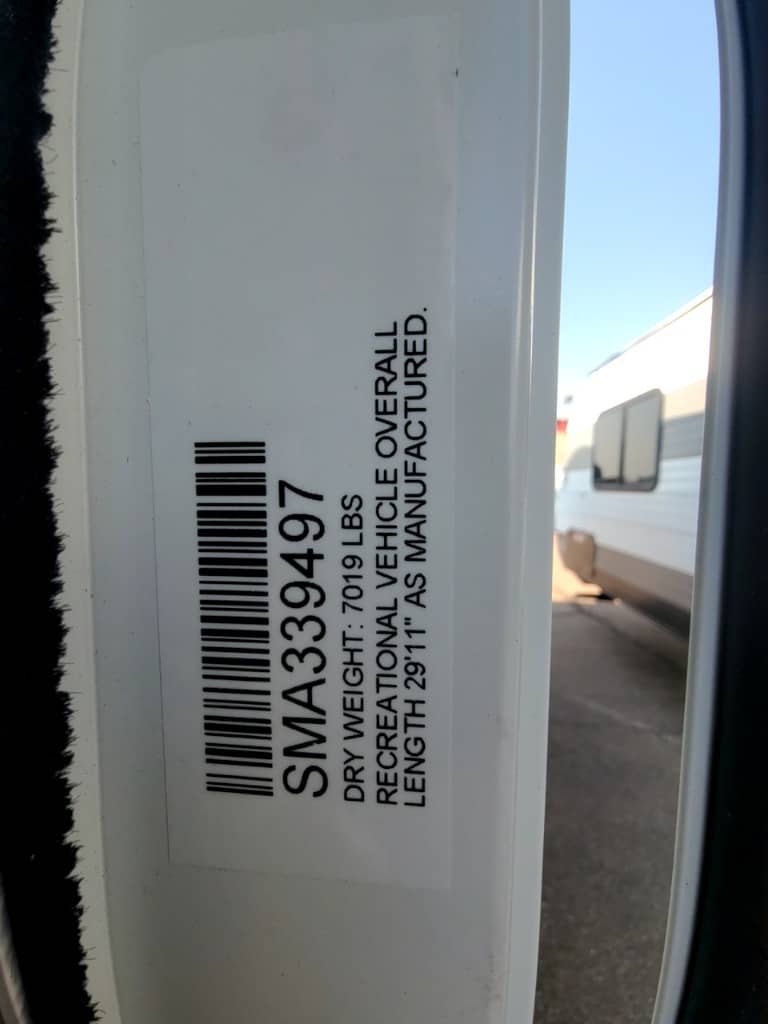 SMA339497
DRY WEIGHT: 7019 LBS
RECREATIONAL VEHICLE OVERALL
LENGTH 29'11" AS MANUFACTURED.